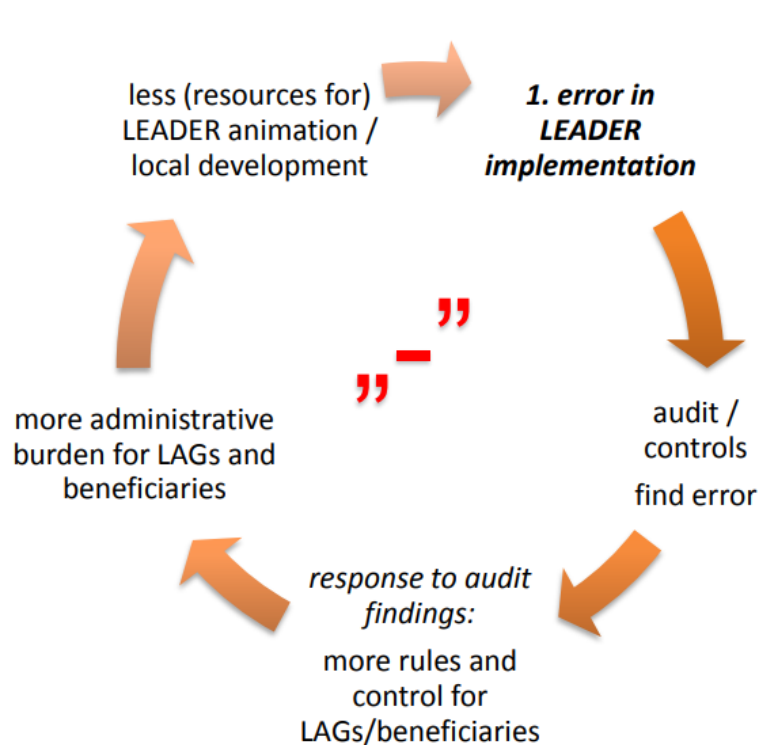 less (resources for)
LEADER animation /
local development
1. error in
LEADER
implementation
audit /
controls
find error
response to audit
findings:
more rules and
control for
LAGs/beneficiaries
more administrative
burden for LAGs and
beneficiaries
„–”